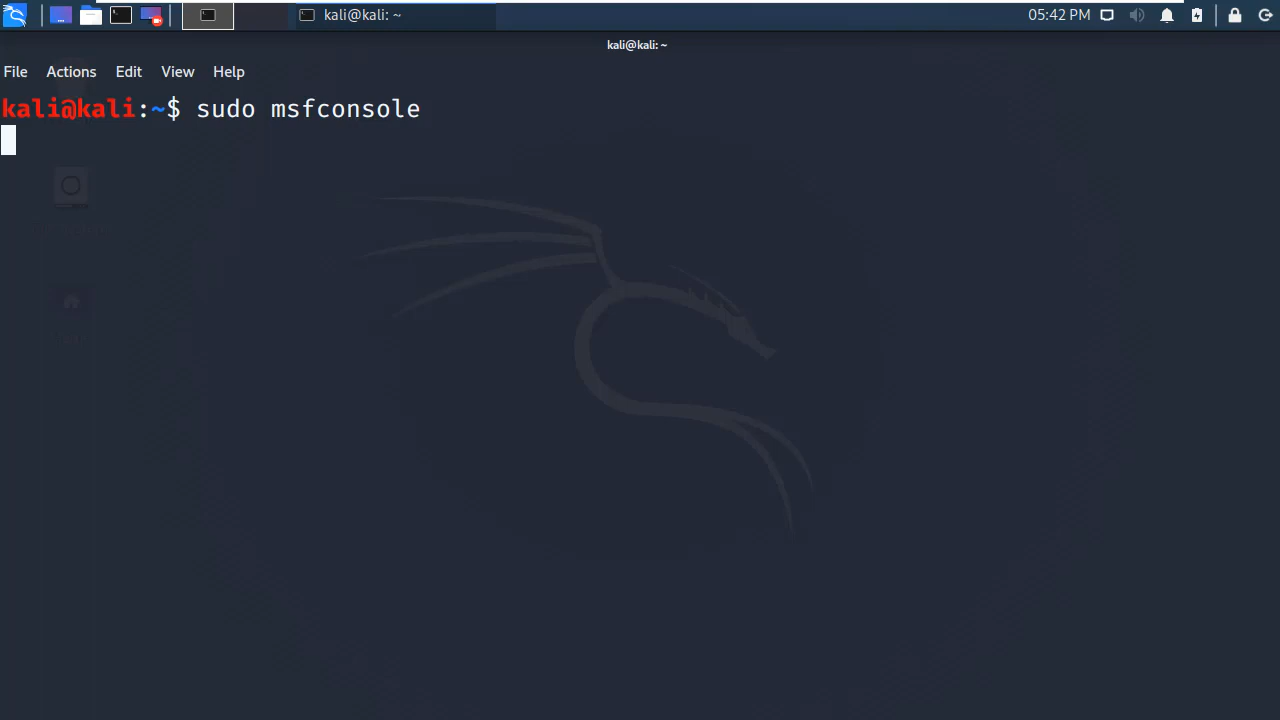 kali@kali: ~
05:42 PM
kali@kali: ~
File Actions Edit View Help
kali@kali:~$ sudo msfconsole